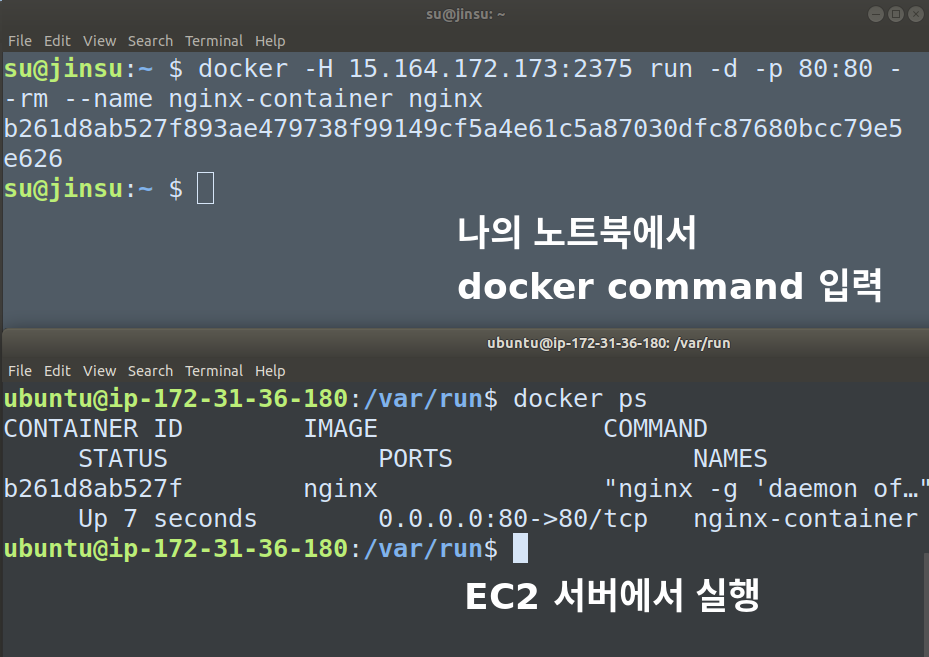 su@jinsu: ~
File Edit View Search Terminal Help
su@jinsu:~ $ docker -H 15.164.172.173:2375 run -d -p 80:80 -
-rm --name nginx-container nginx
b261d8ab527f893ae479738f99149cf5a4e61c5a87030dfc87680bcc79e5
e626
su@jinsu:~ $
나의 노트북에서
docker command 입력
ubuntu@ip-172-31-36-180: /var/run
File Edit View Search Terminal Help
ubuntu@ip-172-31-36-180:/var/run$ docker ps
CONTAINER ID IMAGE COMMAND
STATUS PORTS NAMES
b261d8ab527f nginx "nginx -g 'daemon of…"
Up 7 seconds 0.0.0.0:80->80/tcp nginx-container
ubuntu@ip-172-31-36-180:/var/run$
EC2 서버에서 실행